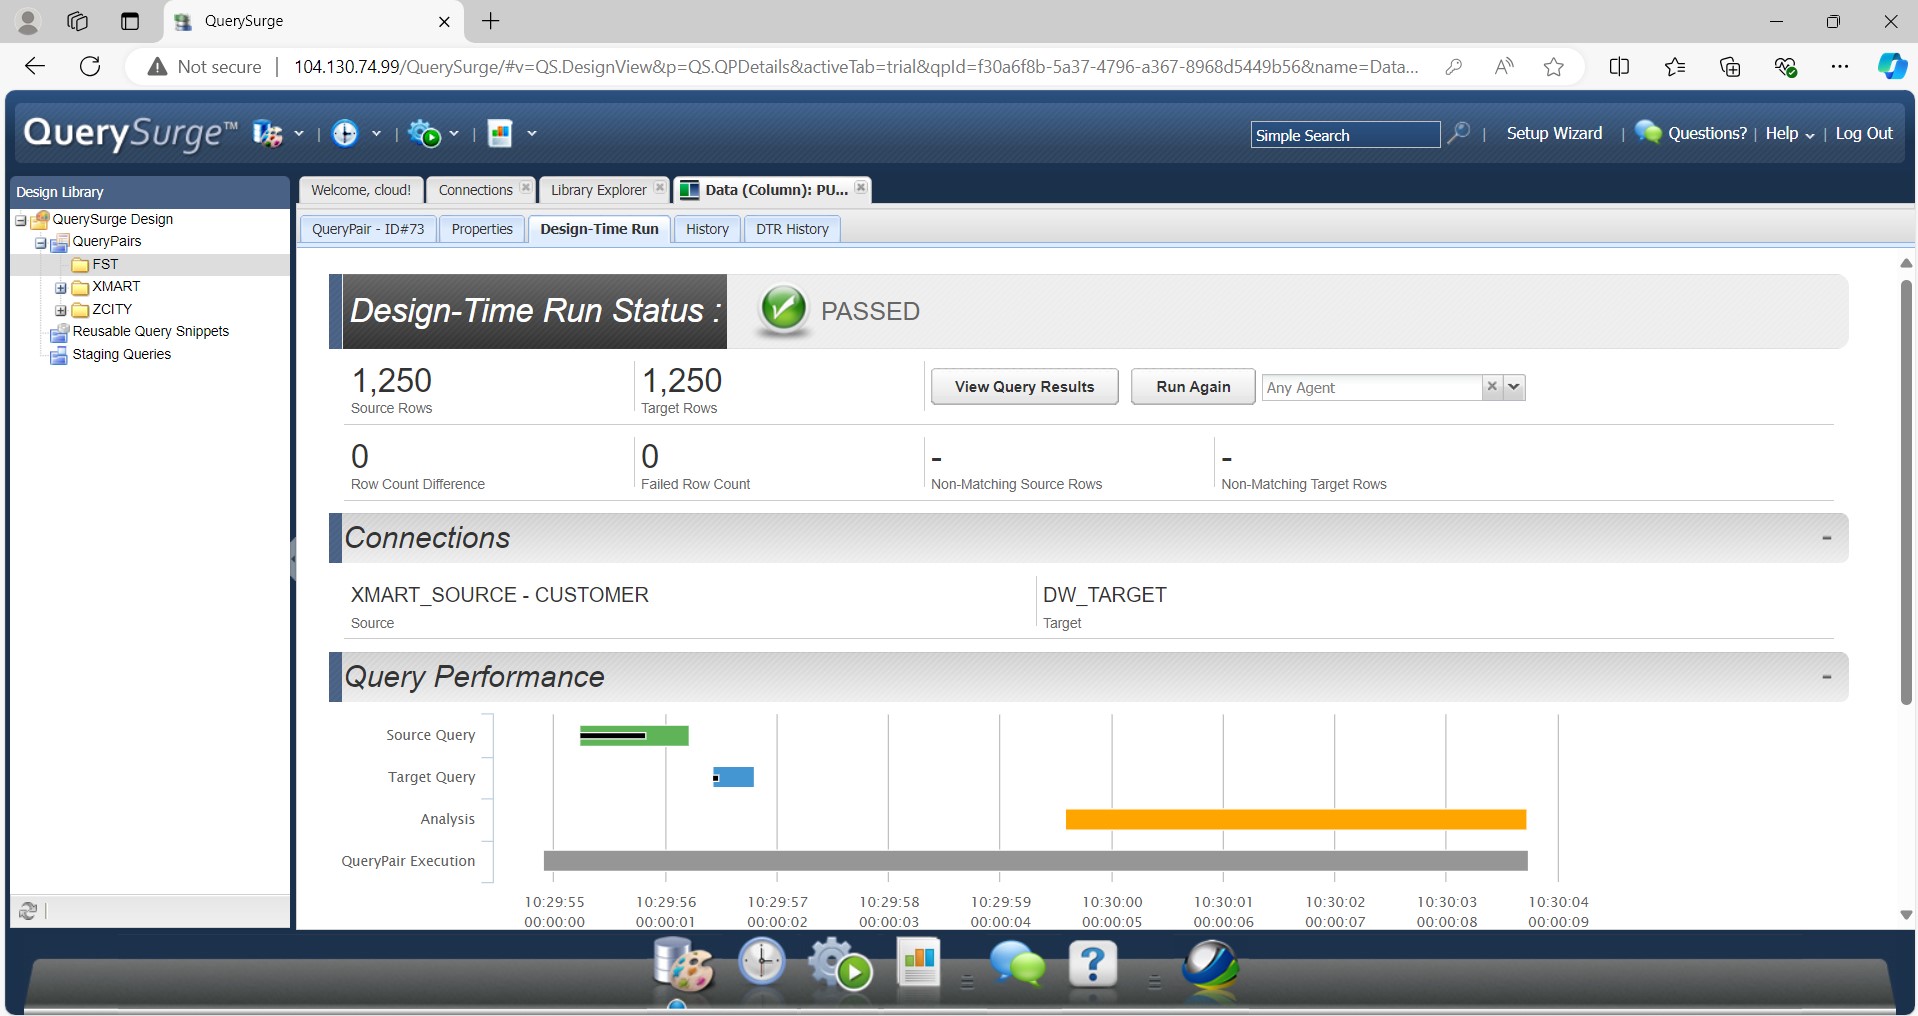 QuerySurge
Not secure
104.130.74.99/QuerySurge/#v=QS.DesignView&p=QS.QPDetails&activeTab=trial&qpId=f30a6f8b-5a37-4796-a367-8968d5449b56&name=Data...
QuerySurge™
Simple Search
Setup Wizard
Questions?
Help
Log Out
Design Library
Welcome, cloud!
Connections
Library Explorer
Data (Column): PU...
QuerySurge Design
QueryPairs
FST
XMART
ZCITY
Reusable Query Snippets
Staging Queries
QueryPair - ID#73
Properties
Design-Time Run
History
DTR History
Design-Time Run Status :
PASSED
1,250
Source Rows
1,250
Target Rows
View Query Results
Run Again
Any Agent
0
Row Count Difference
0
Failed Row Count
-
Non-Matching Source Rows
-
Non-Matching Target Rows
Connections
XMART_SOURCE - CUSTOMER
Source
DW_TARGET
Target
Query Performance
Source Query
Target Query
Analysis
QueryPair Execution
10:29:55 10:29:56 10:29:57 10:29:58 10:29:59 10:30:00 10:30:01 10:30:02 10:30:03 10:30:04
00:00:00 00:00:01 00:00:02 00:00:03 00:00:04 00:00:05 00:00:06 00:00:07 00:00:08 00:00:09